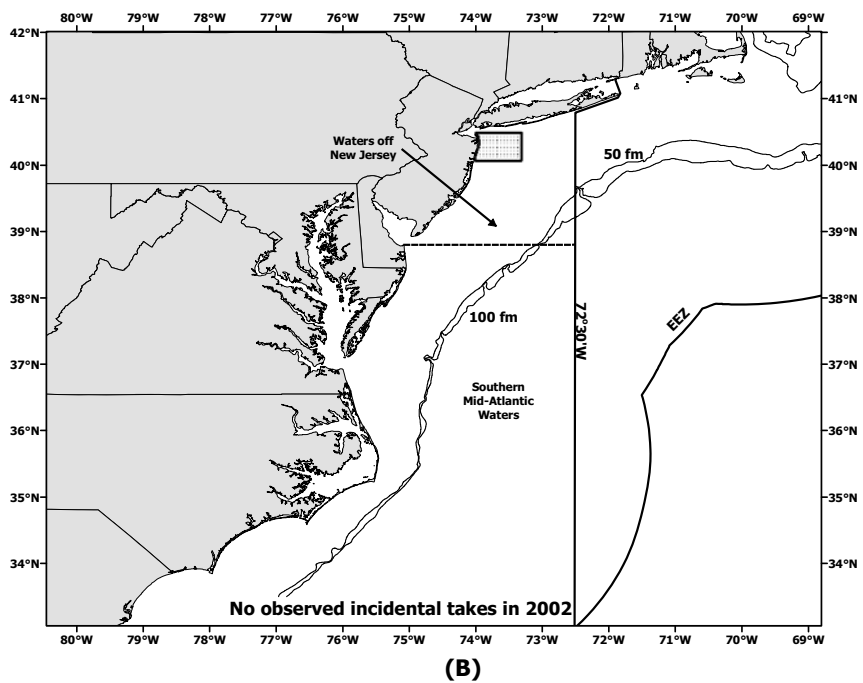 78°W 77°W 76°W 75°W 74°W 73°W 72°W 71°W 70°W 69°W
42°N
42°N
41°N
41°N
Waters off
New Jersey
50 fm
40°N
40°N
39°N
39°N
38°N
38°N
100 fm
EEZ
72°30'W
37°N
37°N
Southern
Mid-Atlantic
Waters
36°N
36°N
35°N
35°N
34°N
34°N
No observed incidental takes in 2002
80°W 79°W 78°W 77°W 76°W 75°W 74°W 73°W 72°W 71°W 70°W 69°W
(B)